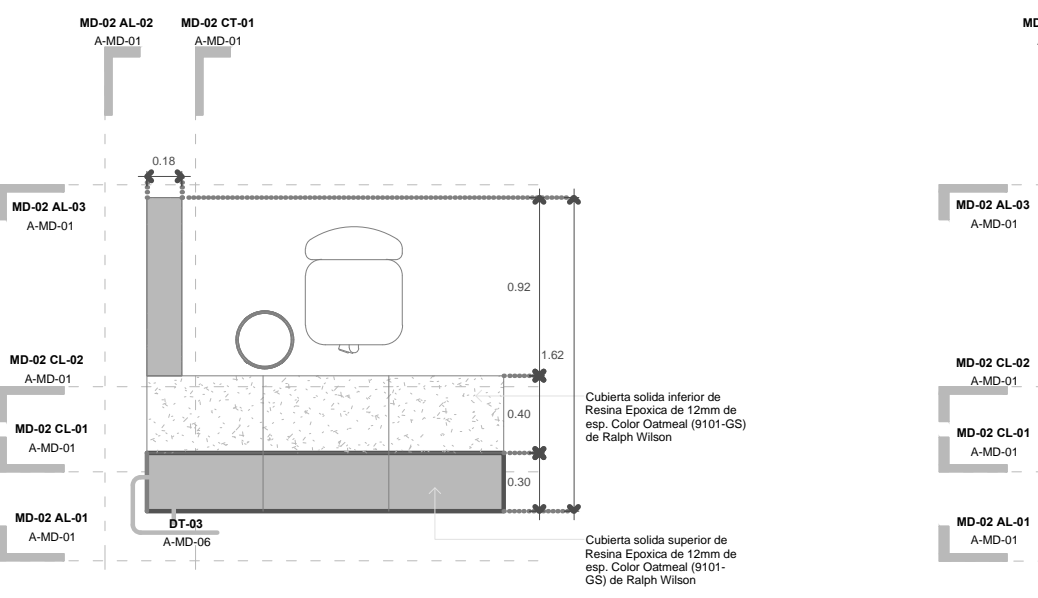 MD-02 AL-02
A-MD-01
MD-02 CT-01
A-MD-01
MD
0.18
MD-02 AL-03
A-MD-01
MD-02 AL-03
A-MD-01
0.92
1.62
MD-02 CL-02
A-MD-01
MD-02 CL-02
A-MD-01
0.40
Cubierta solida inferior de
Resina Epoxica de 12mm de
esp. Color Oatmeal (9101-GS)
de Ralph Wilson
MD-02 CL-01
A-MD-01
MD-02 CL-01
A-MD-01
0.30
MD-02 AL-01
A-MD-01
DT-03
A-MD-06
MD-02 AL-01
A-MD-01
Cubierta solida superior de
Resina Epoxica de 12mm de
esp. Color Oatmeal (9101-
GS) de Ralph Wilson